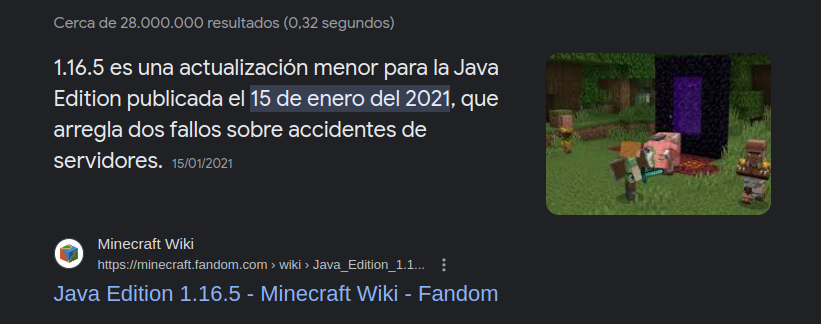 Cerca de 28.000.000 resultados (0,32 segundos)
1.16.5 es una actualización menor para la Java
Edition publicada el 15 de enero del 2021, que
arregla dos fallos sobre accidentes de
servidores. 15/01/2021
Minecraft Wiki
https://minecraft.fandom.com › wiki › Java_Edition_1.1...
Java Edition 1.16.5 - Minecraft Wiki - Fandom